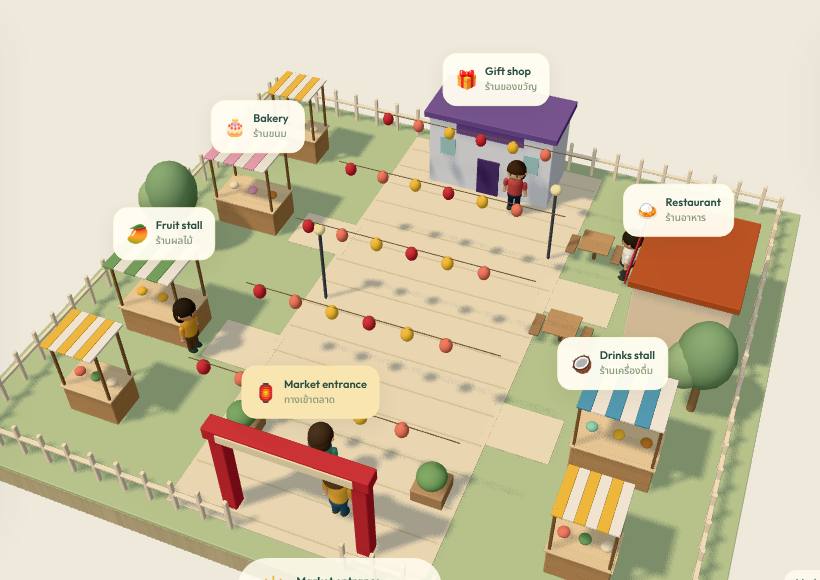 Gift shop
ร้านของขวัญ
Bakery
ร้านขนม
Restaurant
ร้านอาหาร
Fruit stall
ร้านผลไม้
Drinks stall
ร้านเครื่องดื่ม
Market entrance
ทางเข้าตลาด
Market entrance